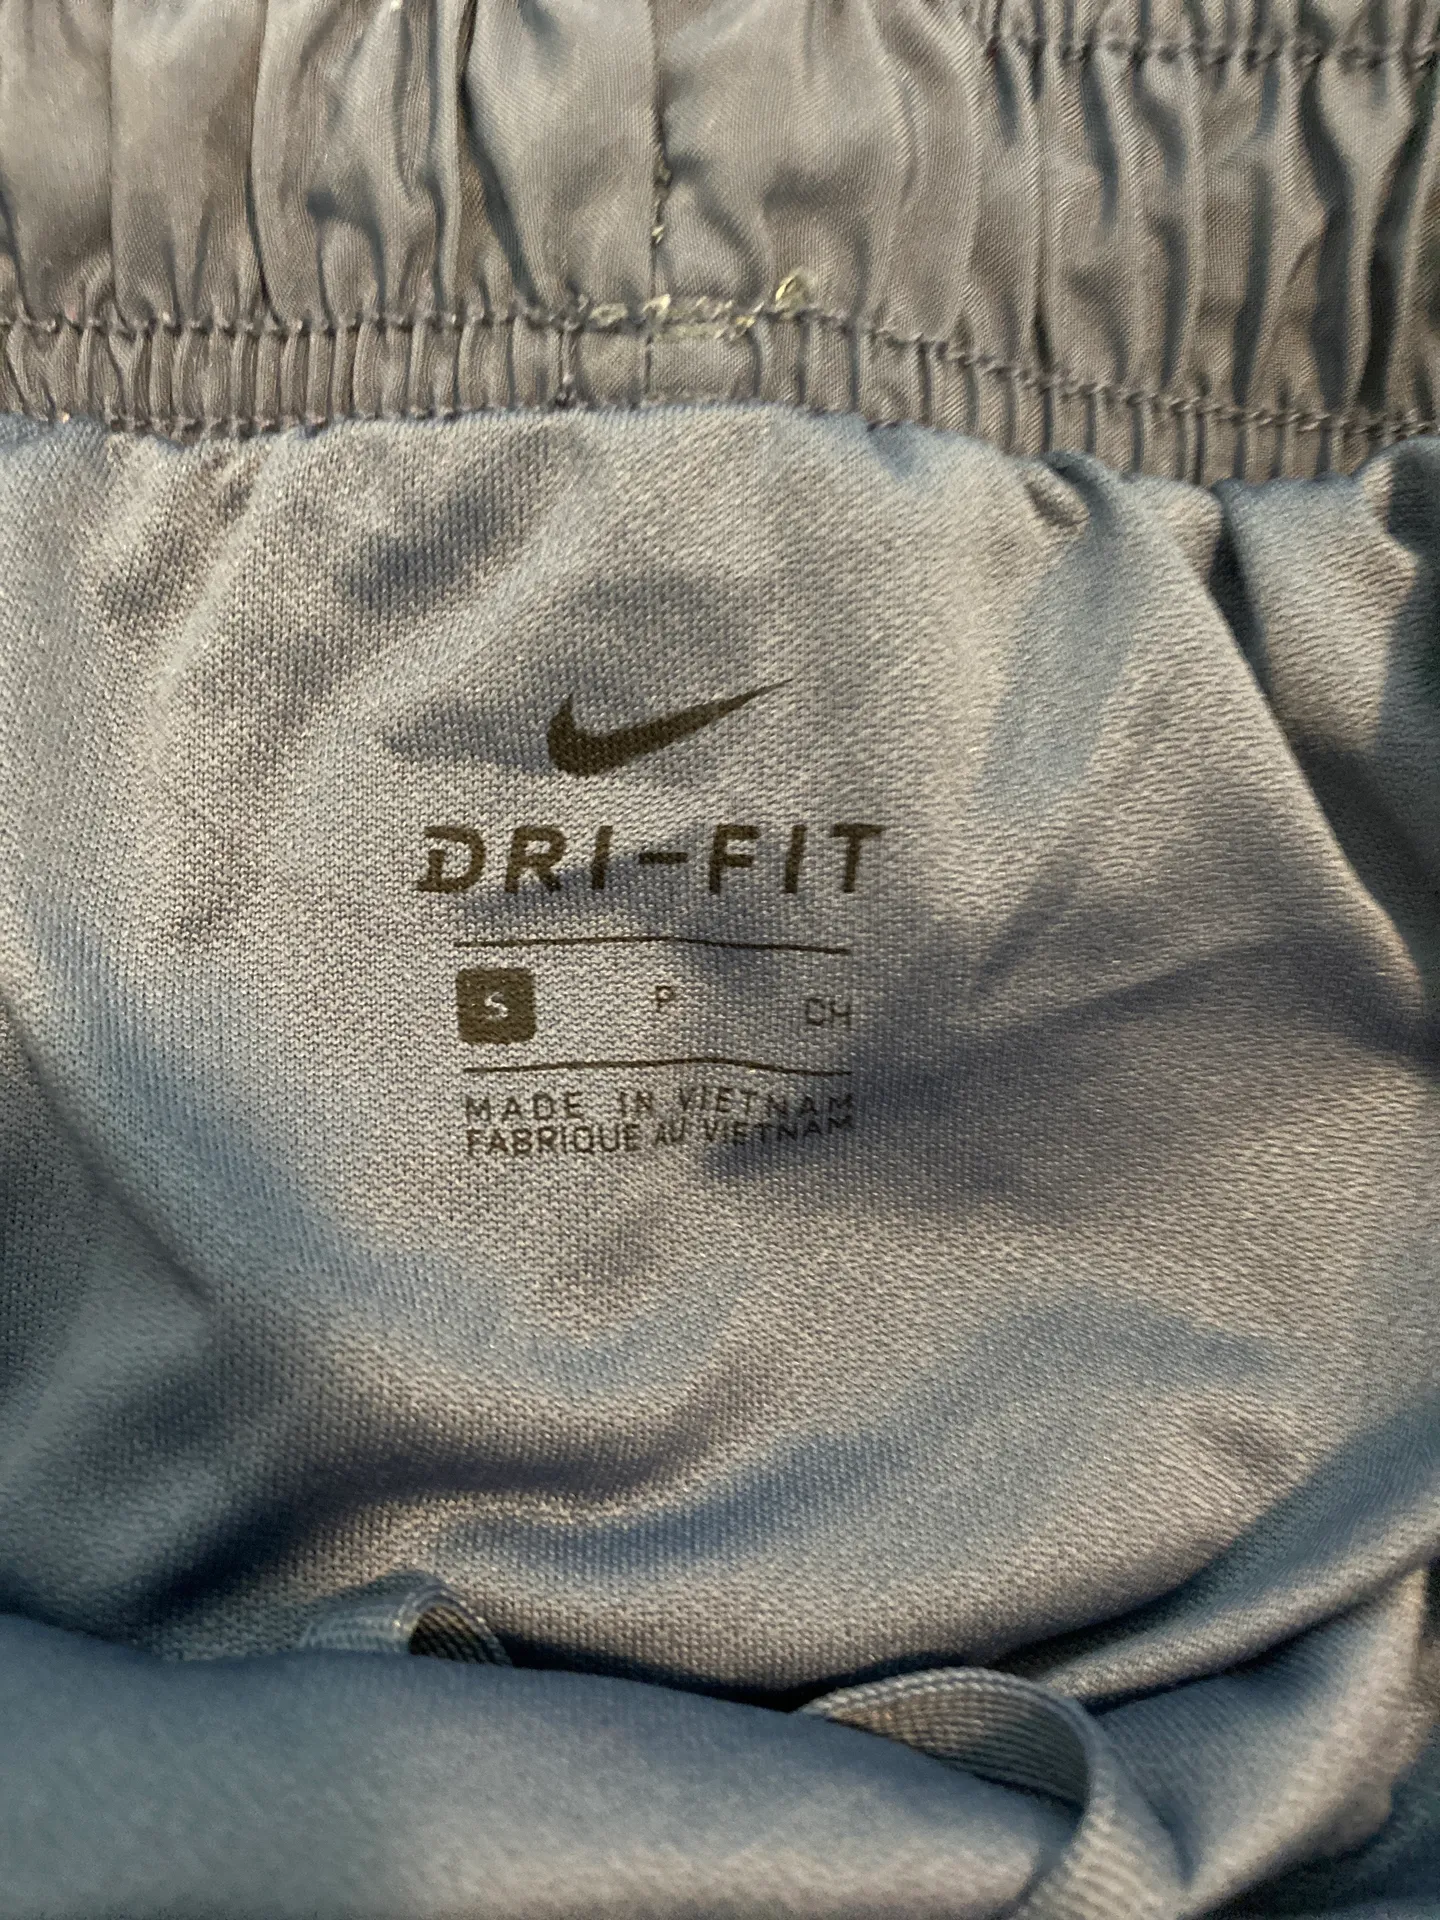 DRI-FIT
S P CH
MADE IN VIETNAM
FABRIQUE AU VIETNAM